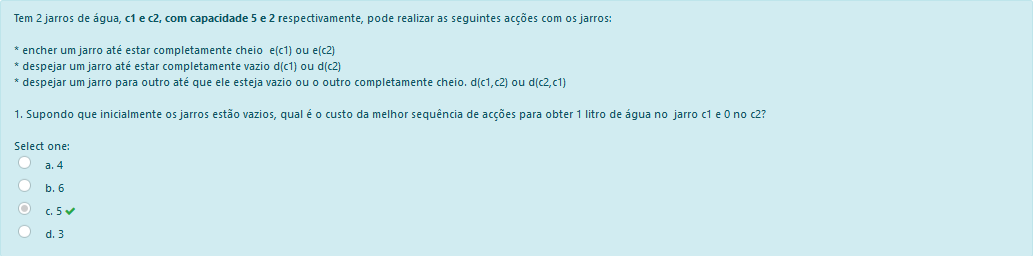 Tem 2 jarros de água, c1 e c2, com capacidade 5 e 2 respectivamente, pode realizar as seguintes acções com os jarros:
* encher um jarro até estar completamente cheio e(c1) ou e(c2)
* despejar um jarro até estar completamente vazio d(c1) ou d(c2)
* despejar um jarro para outro até que ele esteja vazio ou o outro completamente cheio. d(c1,c2) ou d(c2,c1)
1. Supondo que inicialmente os jarros estão vazios, qual é o custo da melhor sequência de acções para obter 1 litro de água no jarro c1 e 0 no c2?
Select one:
a. 4
b. 6
c. 5
d. 3